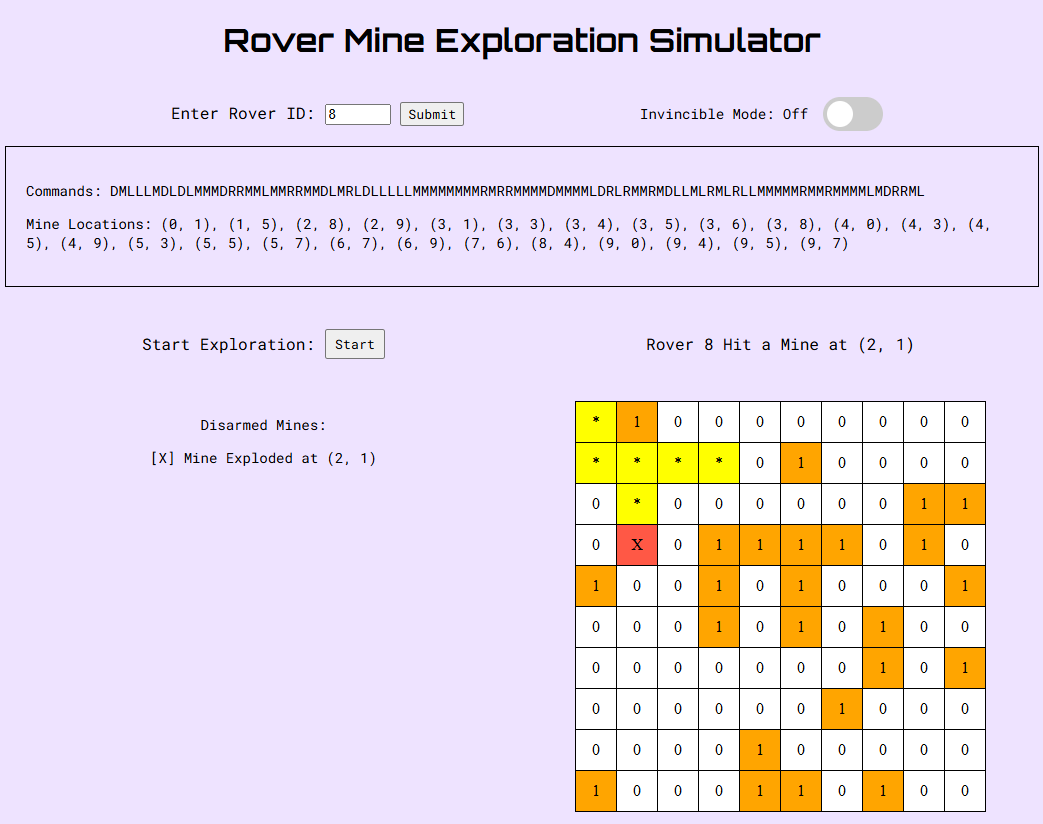 Rover Mine Exploration Simulator
Enter Rover ID: 8 Submit
Invincible Mode: Off
Commands: DMLLLMDLDLMMMDRRMMLMMRRMMDLMRLDLLLLLMMMMMMMMRMRRMMMMDMMMMLDRLRMMRMDLLMLRMLRLLMMMMMRMMRMMMMLMDRRML
Mine Locations: (0, 1), (1, 5), (2, 8), (2, 9), (3, 1), (3, 3), (3, 4), (3, 5), (3, 6), (3, 8), (4, 0), (4, 3), (4,
5), (4, 9), (5, 3), (5, 5), (5, 7), (6, 7), (6, 9), (7, 6), (8, 4), (9, 0), (9, 4), (9, 5), (9, 7)
Start Exploration: Start
Rover 8 Hit a Mine at (2, 1)
Disarmed Mines:
[X] Mine Exploded at (2, 1)
* 1 0 0 0 0 0 0 0 0
* * * * 0 1 0 0 0 0
0 * 0 0 0 0 0 0 1 1
0 X 0 1 1 1 1 0 1 0
1 0 0 1 0 1 0 0 0 1
0 0 0 1 0 1 0 1 0 0
0 0 0 0 0 0 0 1 0 1
0 0 0 0 0 0 1 0 0 0
0 0 0 0 1 0 0 0 0 0
1 0 0 0 1 1 0 1 0 0